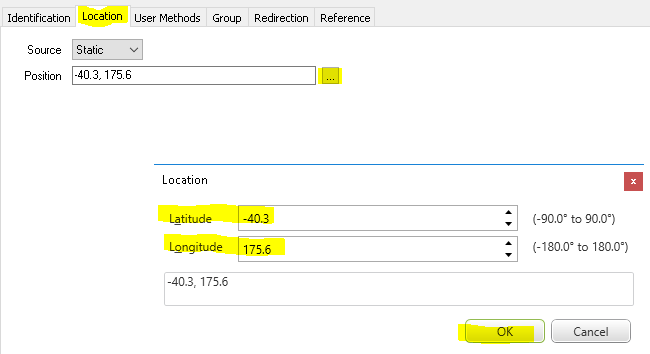 Identification Location User Methods Group Redirection Reference
Source Static
Position -40.3, 175.6 ...
Location x
Latitude -40.3 (-90.0° to 90.0°)
Longitude 175.6 (-180.0° to 180.0°)
-40.3, 175.6
OK Cancel